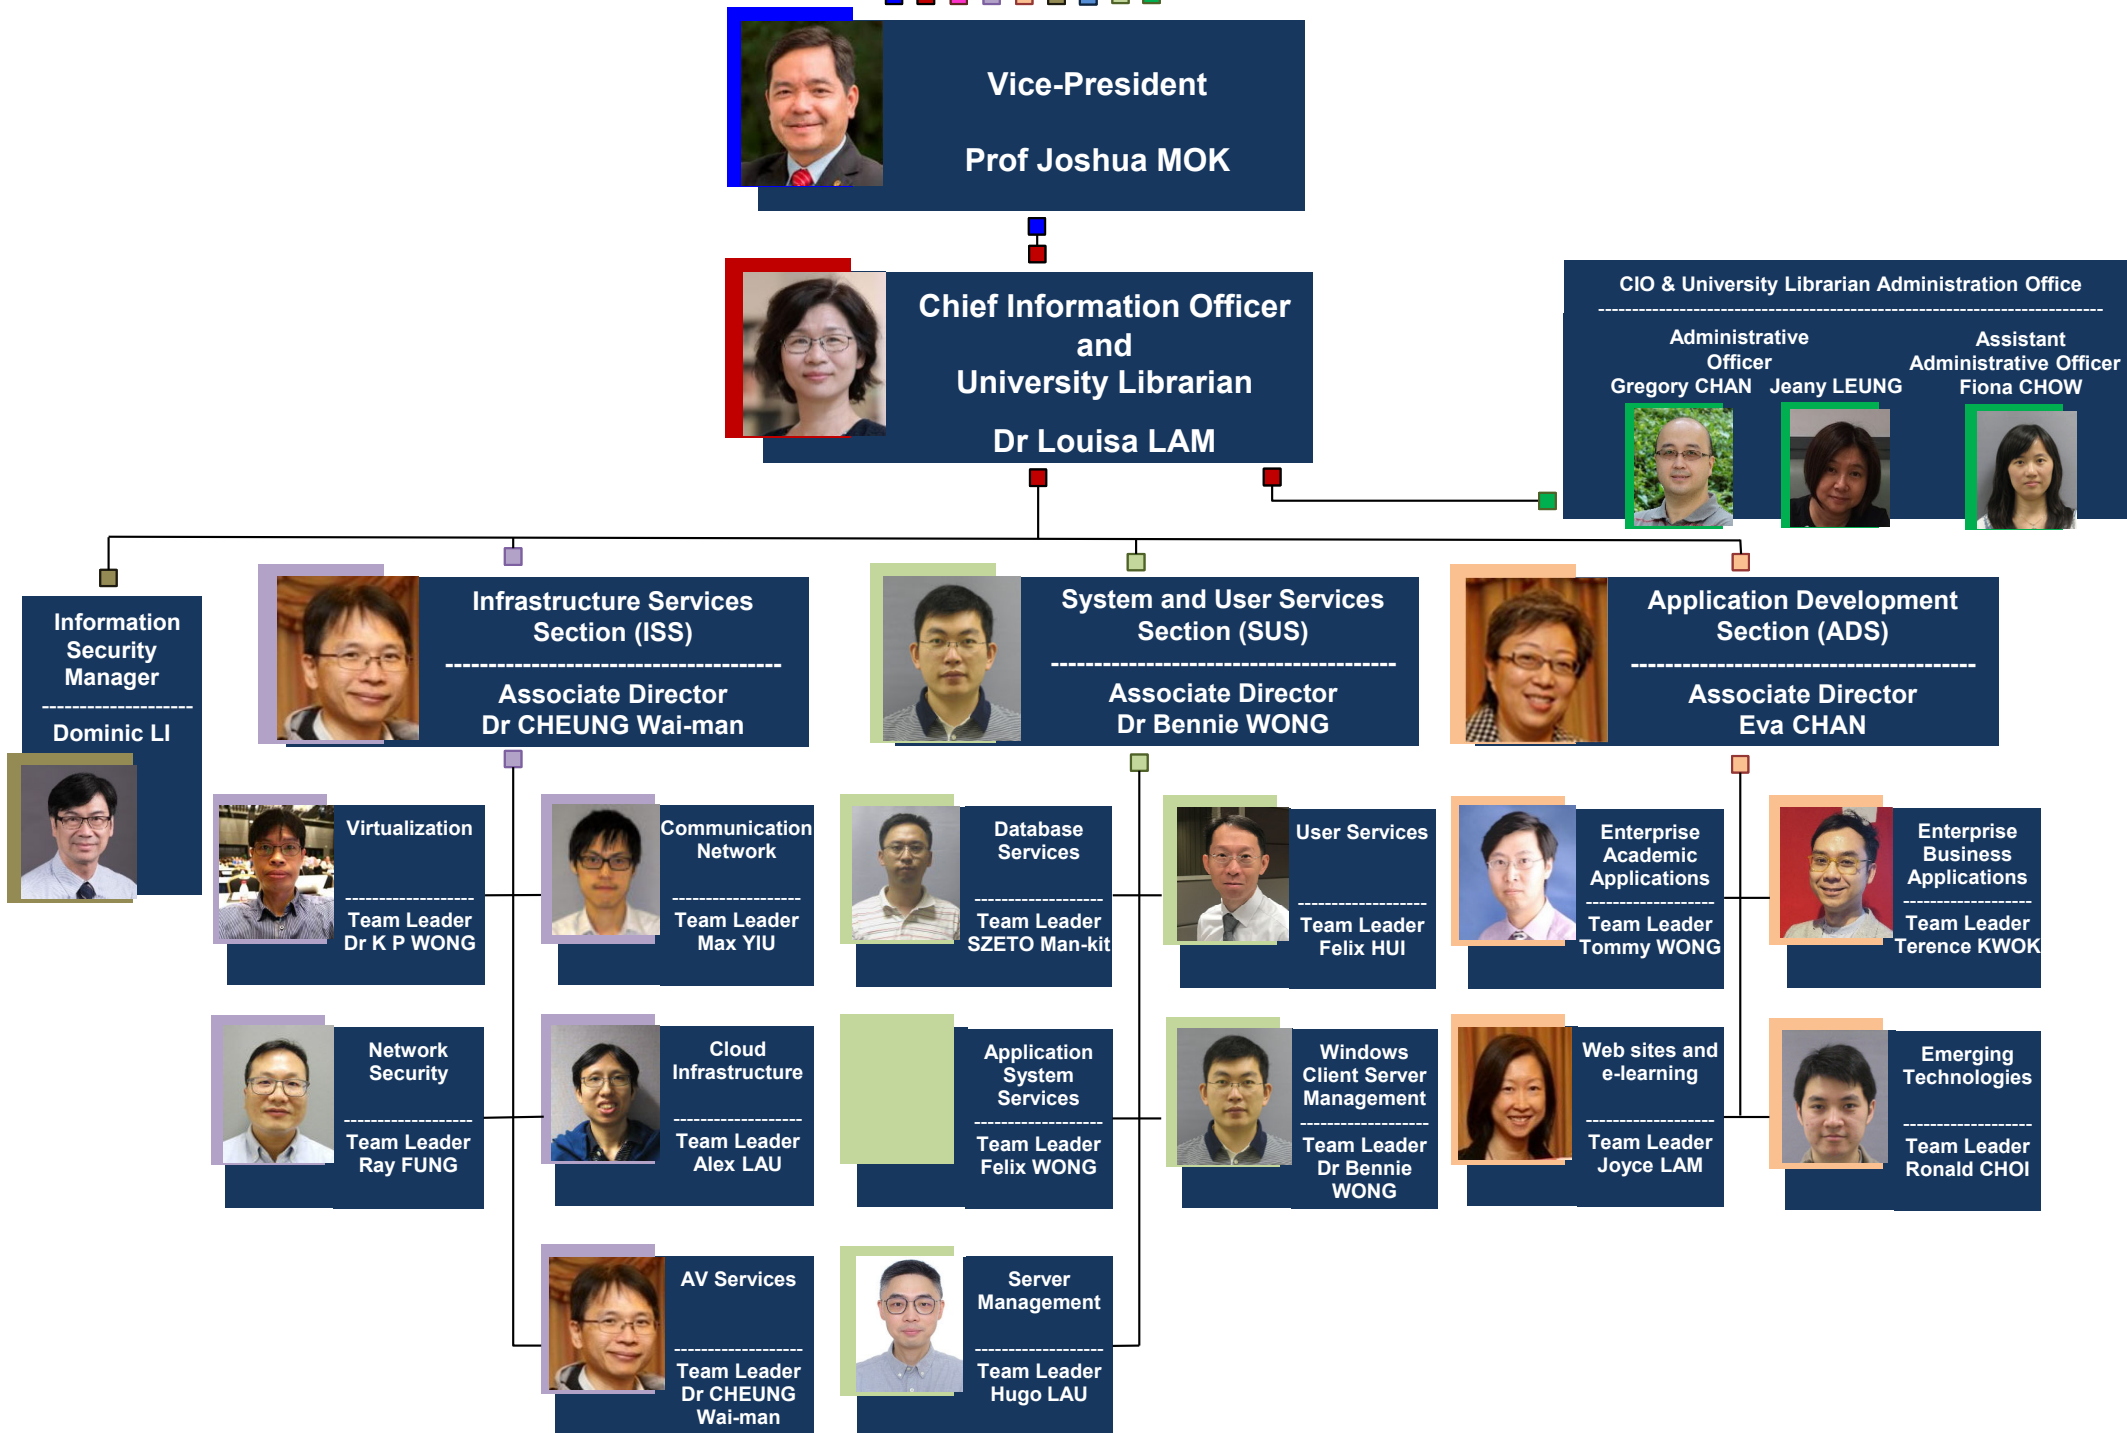 Vice-President
Prof Joshua MOK
Chief Information Officer
and
University Librarian
Dr Louisa LAM
CIO & University Librarian Administration Office
Administrative
Officer
Gregory CHAN Jeany LEUNG
Assistant
Administrative Officer
Fiona CHOW
Information
Security
Manager
Dominic LI
Infrastructure Services
Section (ISS)
Associate Director
Dr CHEUNG Wai-man
System and User Services
Section (SUS)
Associate Director
Dr Bennie WONG
Application Development
Section (ADS)
Associate Director
Eva CHAN
Virtualization
Team Leader
Dr K P WONG
Communication
Network
Team Leader
Max YIU
Database
Services
Team Leader
SZETO Man-kit
User Services
Team Leader
Felix HUI
Enterprise
Academic
Applications
Team Leader
Tommy WONG
Enterprise
Business
Applications
Team Leader
Terence KWOK
Network
Security
Team Leader
Ray FUNG
Cloud
Infrastructure
Team Leader
Alex LAU
Application
System
Services
Team Leader
Felix WONG
Windows
Client Server
Management
Team Leader
Dr Bennie
WONG
Web sites and
e-learning
Team Leader
Joyce LAM
Emerging
Technologies
Team Leader
Ronald CHOI
AV Services
Team Leader
Dr CHEUNG
Wai-man
Server
Management
Team Leader
Hugo LAU